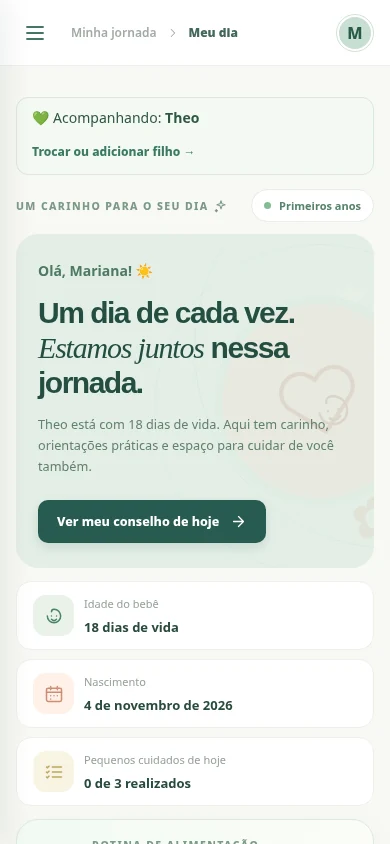 Minha jornada > Meu dia
M
💚 Acompanhando: Theo
Trocar ou adicionar filho →
UM CARINHO PARA O SEU DIA
Primeiros anos
Olá, Mariana! ☀️
Um dia de cada vez.
Estamos juntos nessa
jornada.
Theo está com 18 dias de vida. Aqui tem carinho,
orientações práticas e espaço para cuidar de você
também.
Ver meu conselho de hoje →
Idade do bebê
18 dias de vida
Nascimento
4 de novembro de 2026
Pequenos cuidados de hoje
0 de 3 realizados
ROTINA DE ALIMENTAÇÃO